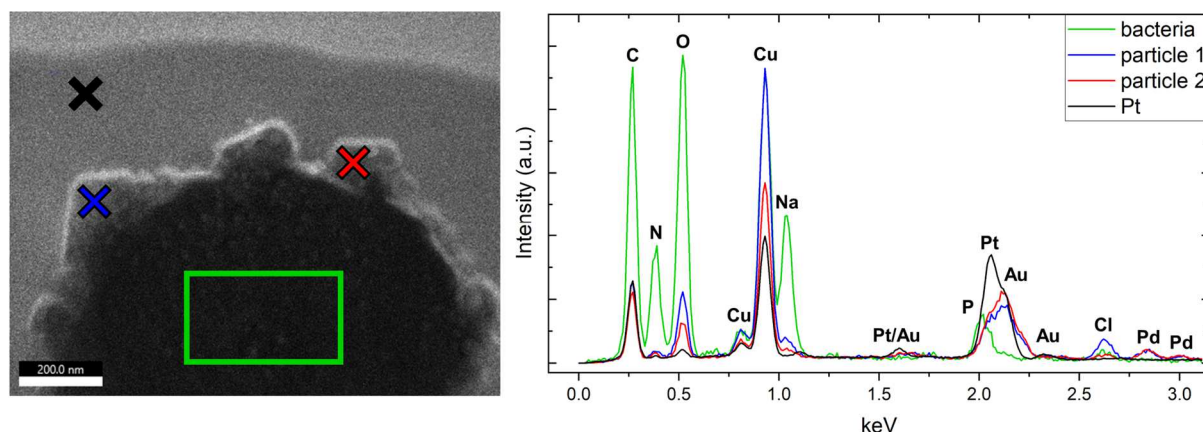 200.0 nm
Intensity (a.u.)
bacteria
particle 1
particle 2
Pt
C
N
O
Cu
Cu
Na
Pt/Au
P
Pt
Au
Au
Cl
Pd
Pd
0.0 0.5 1.0 1.5 2.0 2.5 3.0
keV